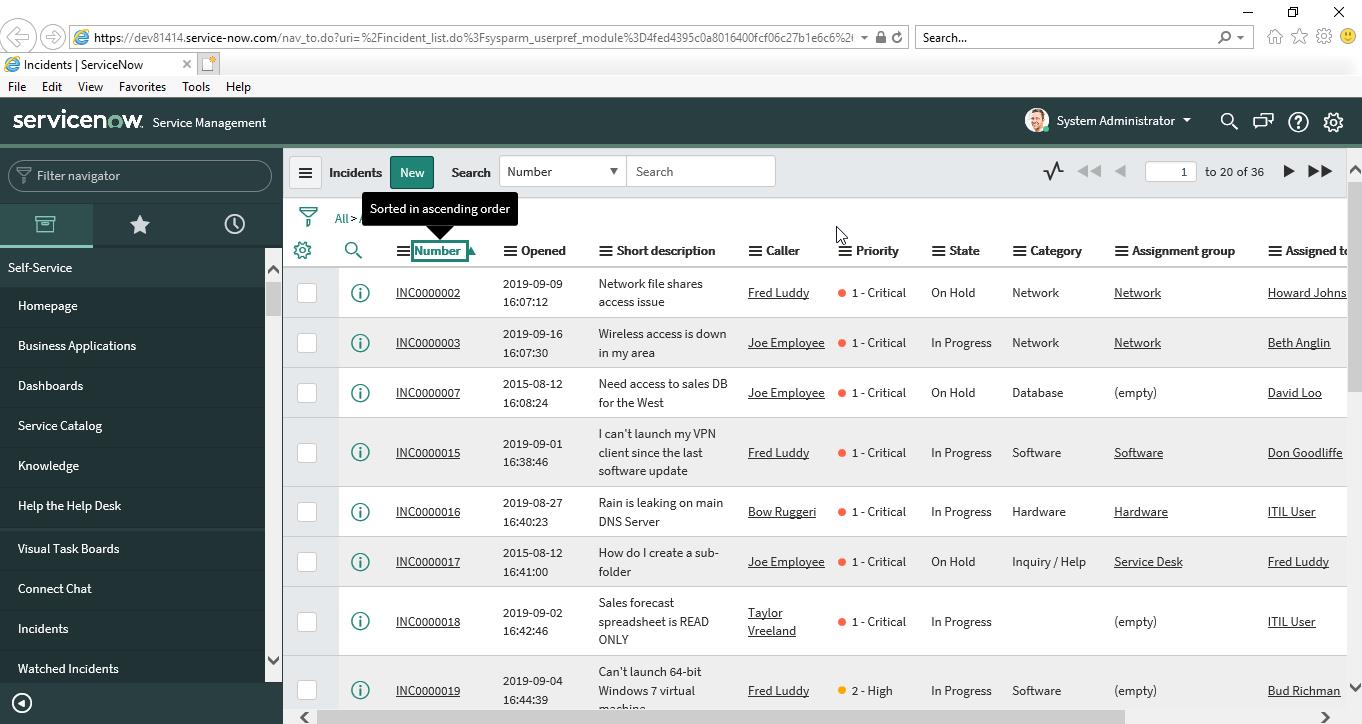 https://dev81414.service-now.com/nav_to.do?uri=%2Fincident_list.do%3Fsysparm_userpref_module%3D4fed4395c0a8016400fcf06c27b1e6c6%2
Search...
Incidents | ServiceNow
File Edit View Favorites Tools Help
servicenow Service Management
System Administrator
Filter navigator
Incidents New Search Number Search
1 to 20 of 36
Sorted in ascending order
All >
Number Opened Short description Caller Priority State Category Assignment group Assigned to
Self-Service
Homepage
Business Applications
Dashboards
Service Catalog
Knowledge
Help the Help Desk
Visual Task Boards
Connect Chat
Incidents
Watched Incidents
INC0000002 2019-09-09 16:07:12 Network file shares access issue Fred Luddy 1 - Critical On Hold Network Network Howard Johns
INC0000003 2019-09-16 16:07:30 Wireless access is down in my area Joe Employee 1 - Critical In Progress Network Network Beth Anglin
INC0000007 2015-08-12 16:08:24 Need access to sales DB for the West Joe Employee 1 - Critical On Hold Database (empty) David Loo
INC0000015 2019-09-01 16:38:46 I can't launch my VPN client since the last software update Fred Luddy 1 - Critical In Progress Software Software Don Goodliffe
INC0000016 2019-08-27 16:40:23 Rain is leaking on main DNS Server Bow Ruggeri 1 - Critical In Progress Hardware Hardware ITIL User
INC0000017 2015-08-12 16:41:00 How do I create a sub-folder Joe Employee 1 - Critical On Hold Inquiry / Help Service Desk Fred Luddy
INC0000018 2019-09-02 16:42:46 Sales forecast spreadsheet is READ ONLY Taylor Vreeland 1 - Critical In Progress (empty) ITIL User
INC0000019 2019-09-04 16:44:39 Can't launch 64-bit Windows 7 virtual machine Fred Luddy 2 - High In Progress Software (empty) Bud Richman